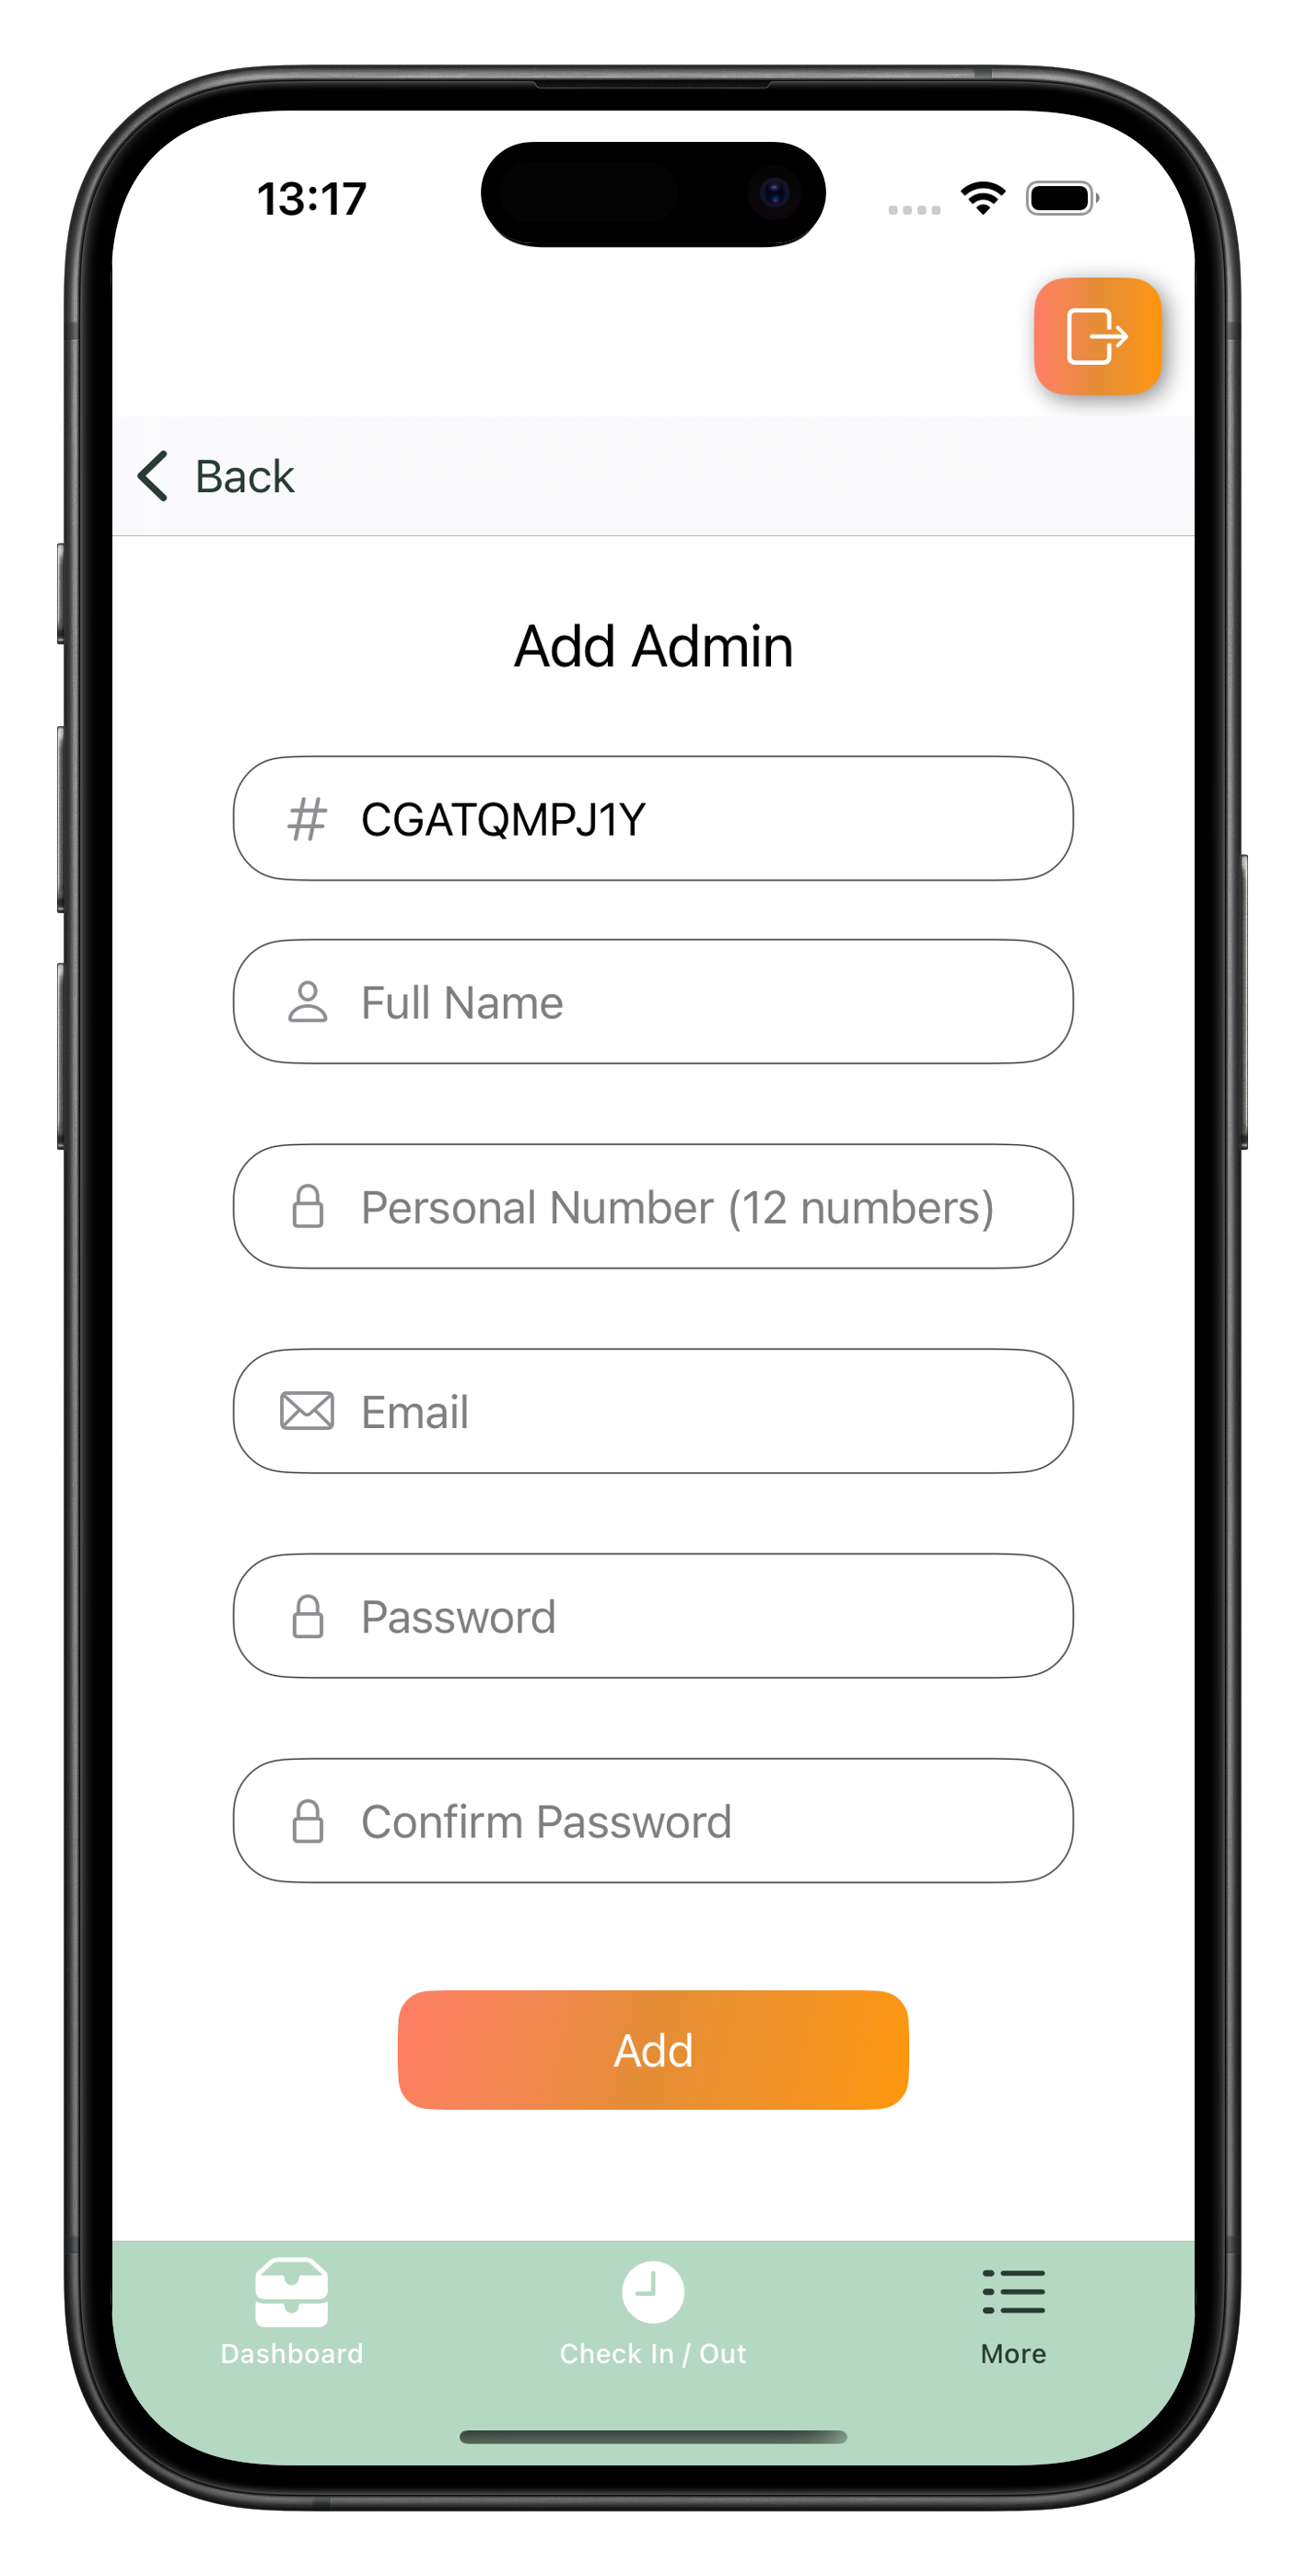 13:17
Back
Add Admin
# CGATQMPJ1Y
Full Name
Personal Number (12 numbers)
Email
Password
Confirm Password
Add
Dashboard
Check In / Out
More